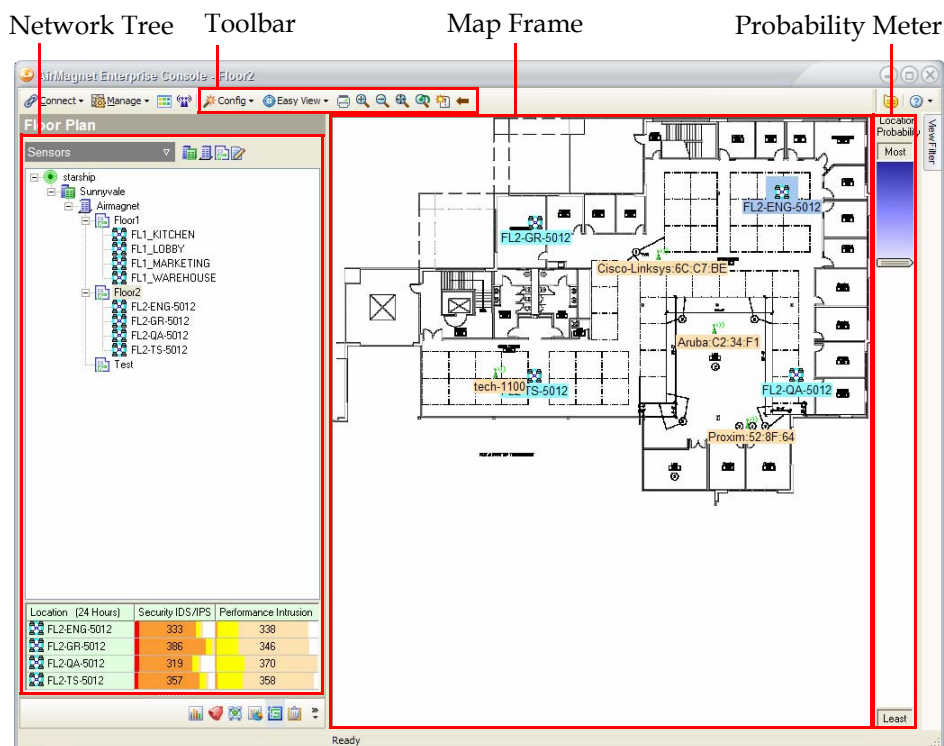 Network Tree Toolbar Map Frame Probability Meter
AirMagnet Enterprise Console - Floor2
Connect Manage Config Easy View
Floor Plan
Sensors
starship
Sunnyvale
Airmagnet
Floor1
FL1_KITCHEN
FL1_LOBBY
FL1_MARKETING
FL1_WAREHOUSE
Floor2
FL2-ENG-5012
FL2-GR-5012
FL2-QA-5012
FL2-TS-5012
Test
Location (24 Hours) Security IDS/IPS Performance Intrusion
FL2-ENG-5012 333 338
FL2-GR-5012 386 346
FL2-QA-5012 319 370
FL2-TS-5012 357 358
FL2-ENG-5012
FL2-GR-5012
Cisco-Linksys:6C:C7:BE
Aruba:C2:34:F1
tech-1100
FL2-TS-5012
FL2-QA-5012
Proxim:52:8F:64
Location
Probability
Most
Least
View Filter
Ready